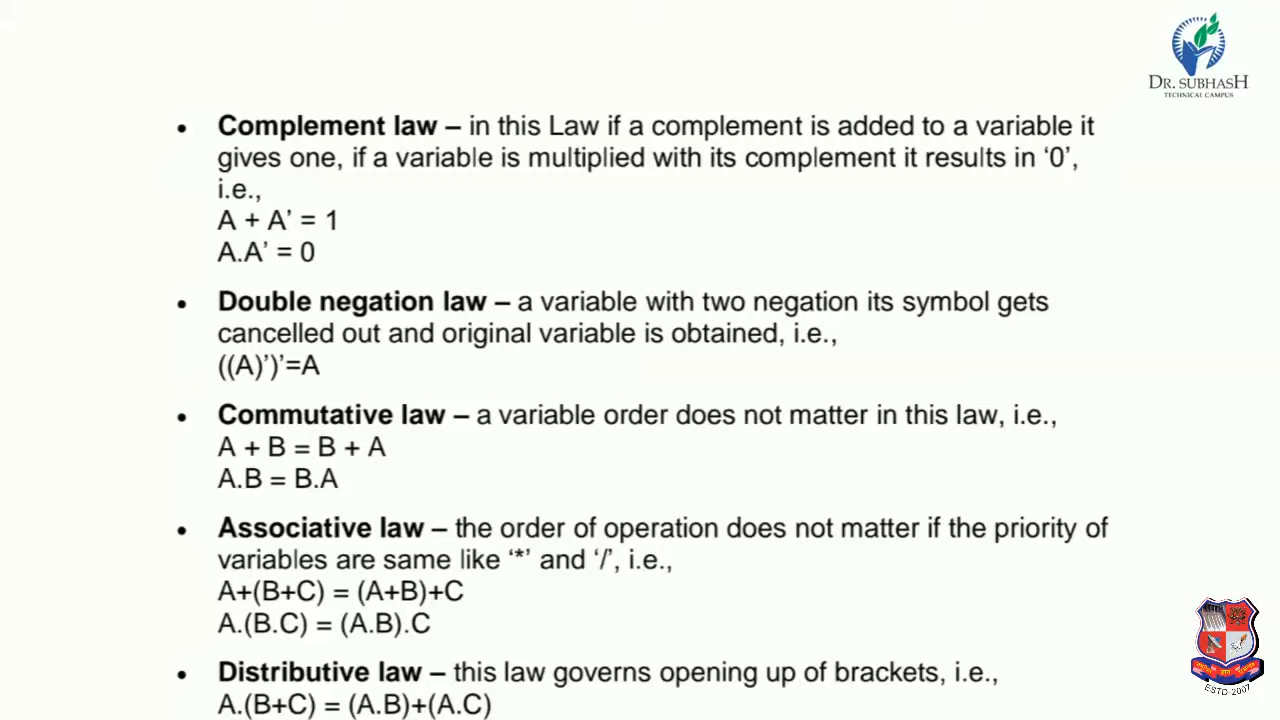 DR. SUBHASH
TECHNICAL CAMPUS
• Complement law – in this Law if a complement is added to a variable it
gives one, if a variable is multiplied with its complement it results in ‘0’,
i.e.,
A + A’ = 1
A.A’ = 0
• Double negation law – a variable with two negation its symbol gets
cancelled out and original variable is obtained, i.e.,
((A)’)’=A
• Commutative law – a variable order does not matter in this law, i.e.,
A + B = B + A
A.B = B.A
• Associative law – the order of operation does not matter if the priority of
variables are same like ‘*’ and ‘/’, i.e.,
A+(B+C) = (A+B)+C
A.(B.C) = (A.B).C
• Distributive law – this law governs opening up of brackets, i.e.,
A.(B+C) = (A.B)+(A.C)
ESTD-2007